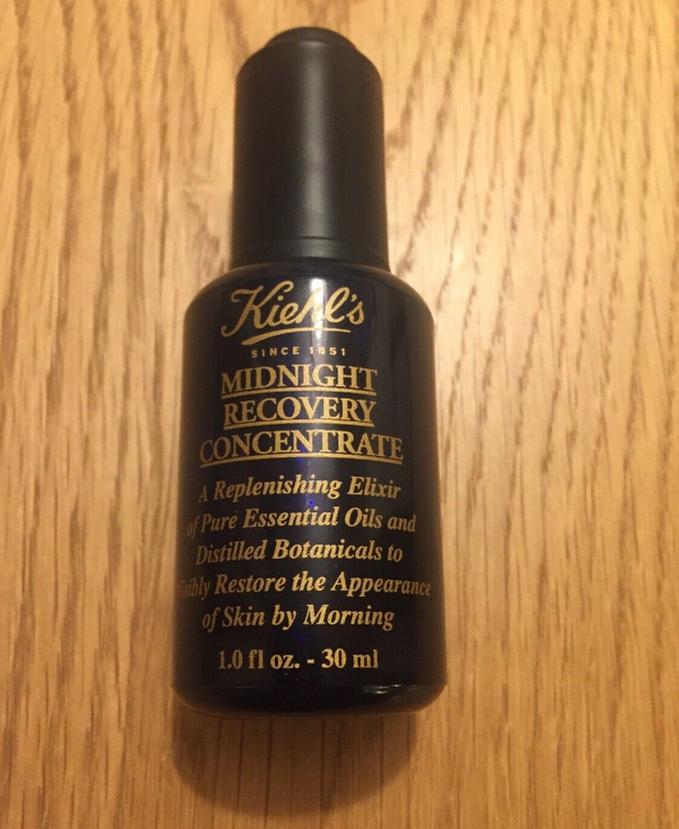 Kiehl's
SINCE 1851
MIDNIGHT
RECOVERY
CONCENTRATE
A Replenishing Elixir
of Pure Essential Oils and
Distilled Botanicals to
Visibly Restore the Appearance
of Skin by Morning
1.0 fl oz. - 30 ml